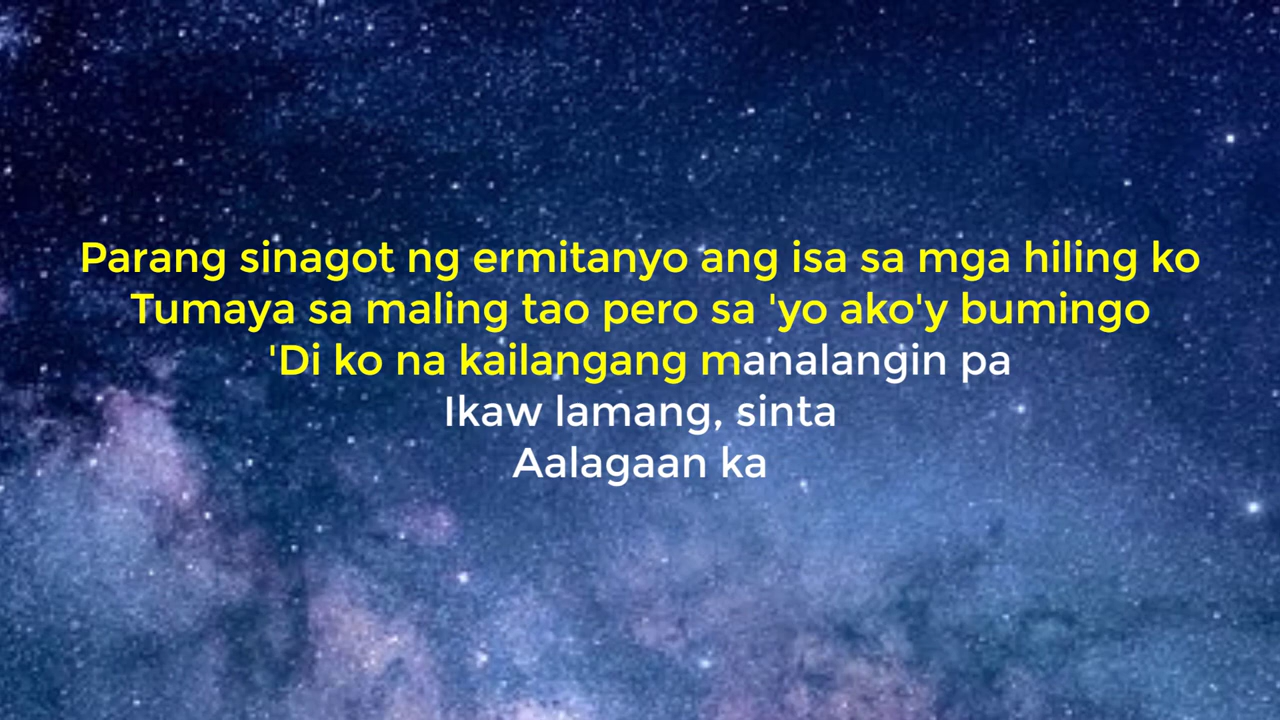 Parang sinagot ng ermitanyo ang isa sa mga hiling ko
Tumaya sa maling tao pero sa 'yo ako'y bumingo
'Di ko na kailangang manalangin pa
Ikaw lamang, sinta
Aalagaan ka